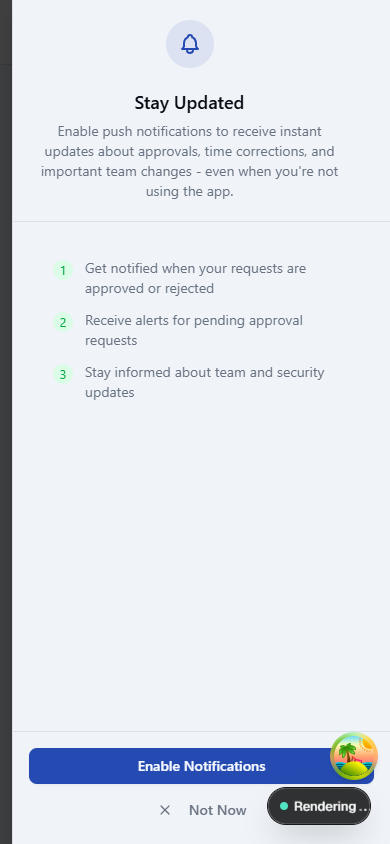 Stay Updated
Enable push notifications to receive instant
updates about approvals, time corrections, and
important team changes - even when you're not
using the app.
1 Get notified when your requests are
approved or rejected
2 Receive alerts for pending approval
requests
3 Stay informed about team and security
updates
Enable Notifications
Not Now
Rendering ...